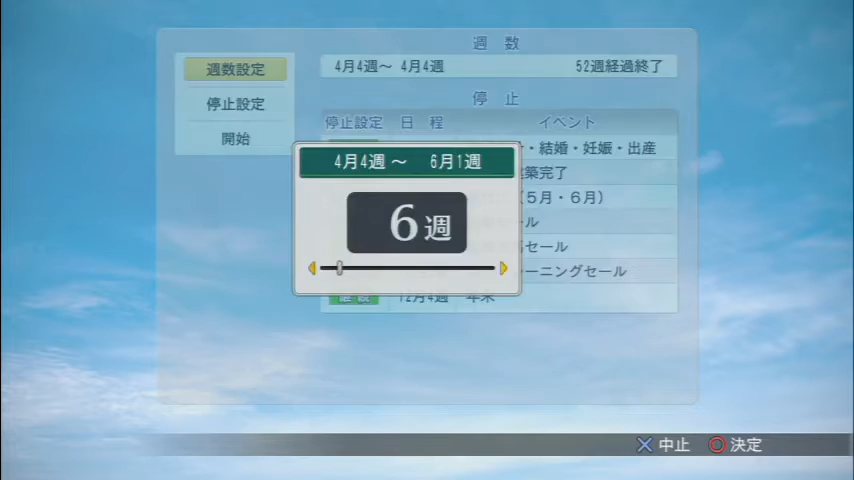 週 数
週数設定
4月4週～ 4月4週 52週経過終了
停止設定
停 止
停止設定 日 程 イベント
開始
・結婚・妊娠・出産
4月4週 ～ 6月1週
築完了
(5月・6月)
6週
ール
セール
ーニングセール
継続 12月4週 年末
中止 決定